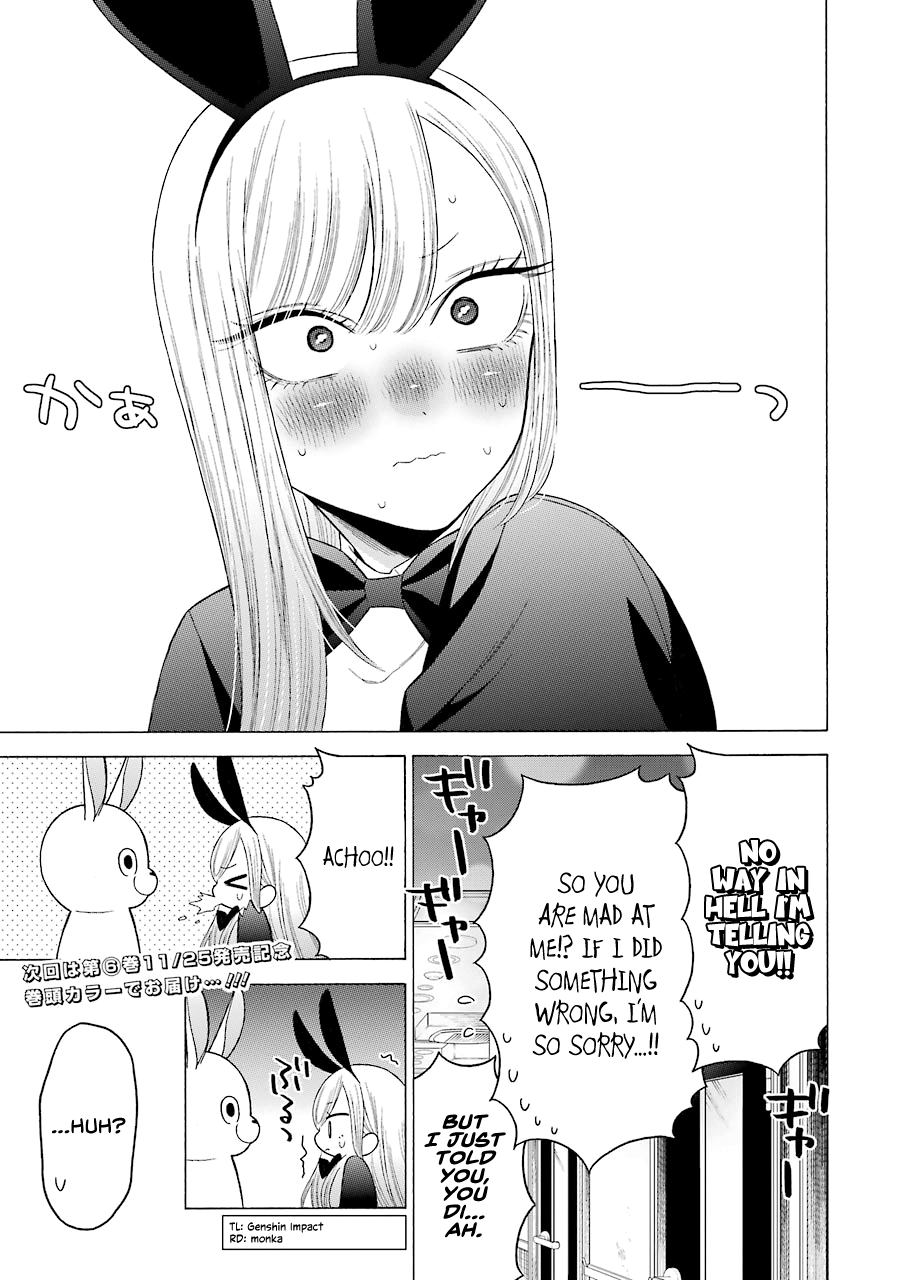 かぁ
ーーっ
NO
WAY IN
HELL I'M
TELLING
YOU!!
SO YOU
ARE MAD AT
ME!? IF I DID
SOMETHING
WRONG, I'M
SO SORRY...!!
ギャー
ギャー
ギャー
BUT
I JUST
TOLD
YOU,
YOU
DI...
AH.
ACHOO!!
次回は第⑥巻11/25発売記念
巻頭カラーでお届け…!!!
ぶる
...HUH?
TL: Genshin Impact
RD: monka